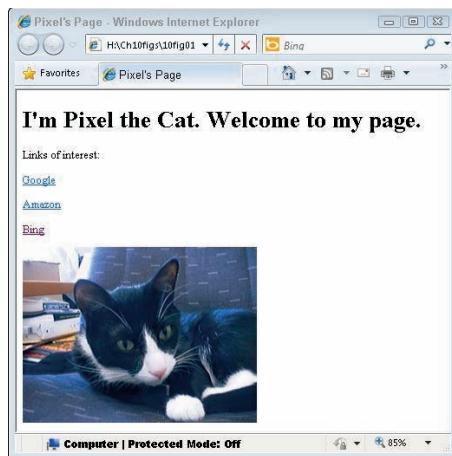 Pixel's Page - Windows Internet Explorer
H:\Ch10figs\10fig01
Bing
Favorites
Pixel's Page
I'm Pixel the Cat. Welcome to my page.
Links of interest:
Google
Amazon
Bing
Computer | Protected Mode: Off
85%